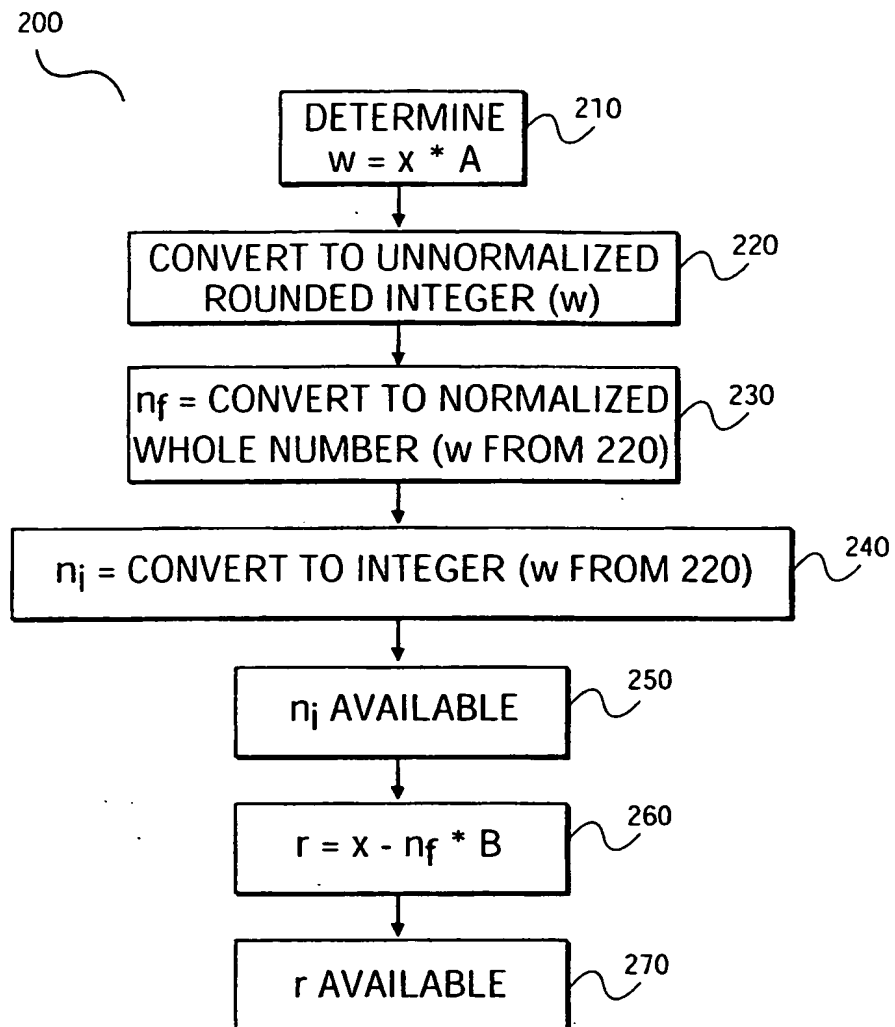 200
DETERMINE
w = x * A
210
CONVERT TO UNNORMALIZED
ROUNDED INTEGER (w)
220
nf = CONVERT TO NORMALIZED
WHOLE NUMBER (w FROM 220)
230
ni = CONVERT TO INTEGER (w FROM 220)
240
ni AVAILABLE
250
r = x - nf * B
260
r AVAILABLE
270